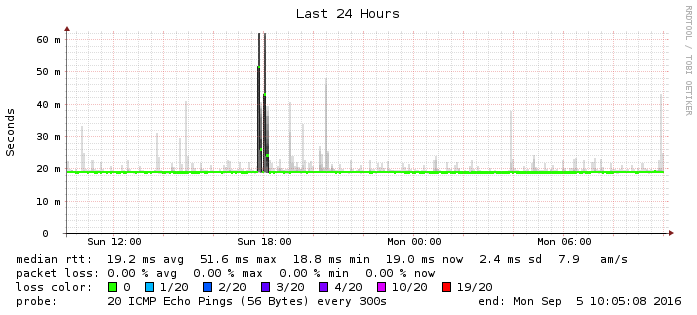 Last 24 Hours
RRDTOOL / TOBI OETIKER
Seconds
60 m
50 m
40 m
30 m
20 m
10 m
0
Sun 12:00 Sun 18:00 Mon 00:00 Mon 06:00
median rtt: 19.2 ms avg 51.6 ms max 18.8 ms min 19.0 ms now 2.4 ms sd 7.9 am/s
packet loss: 0.00 % avg 0.00 % max 0.00 % min 0.00 % now
loss color: 0 1/20 2/20 3/20 4/20 10/20 19/20
probe: 20 ICMP Echo Pings (56 Bytes) every 300s end: Mon Sep 5 10:05:08 2016